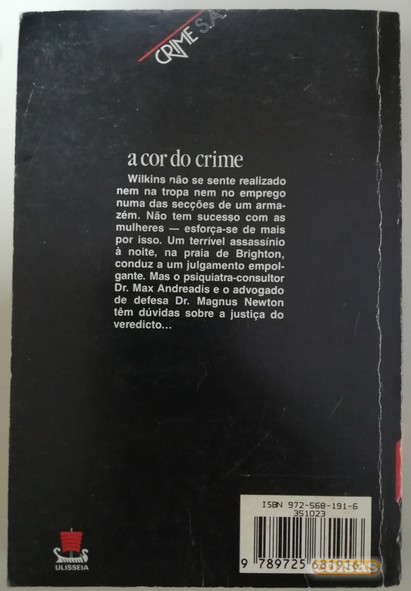 CRIME S.A.
a cor do crime
Wilkins não se sente realizado
nem na tropa nem no emprego
numa das secções de um arma-
zém. Não tem sucesso com as
mulheres — esforça-se de mais
por isso. Um terrível assassínio
à noite, na praia de Brighton,
conduz a um julgamento empol-
gante. Mas o psiquiatra-consultor
Dr. Max Andreadis e o advogado
de defesa Dr. Magnus Newton
têm dúvidas sobre a justiça do
veredicto...
ISBN 972-568-191-6
351023
9 789725 681916
ULISSEIA